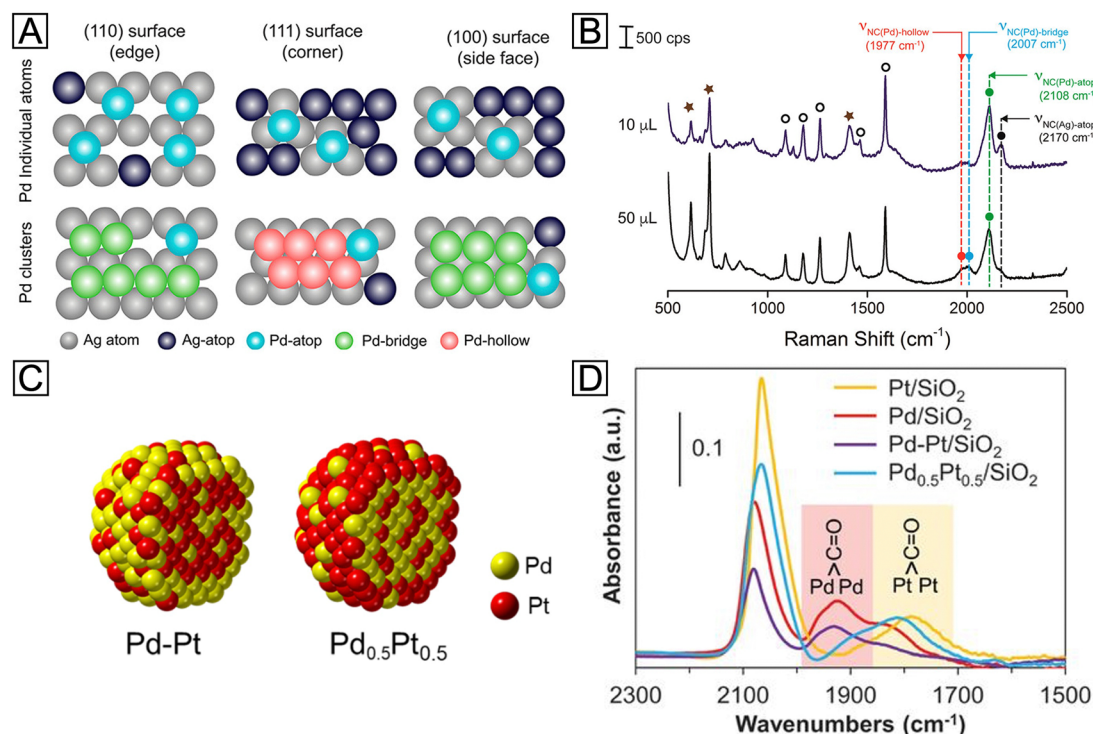 A
(110) surface
(edge)
(111) surface
(corner)
(100) surface
(side face)
Pd Individual atoms
Pd clusters
Ag atom
Ag-atop
Pd-atop
Pd-bridge
Pd-hollow
B
500 cps
νNC(Pd)-hollow
(1977 cm⁻¹)
νNC(Pd)-bridge
(2007 cm⁻¹)
νNC(Pd)-atop
(2108 cm⁻¹)
νNC(Ag)-atop
(2170 cm⁻¹)
10 μL
50 μL
500 1000 1500 2000 2500
Raman Shift (cm⁻¹)
C
Pd
Pt
Pd-Pt
Pd₀.₅Pt₀.₅
D
Pt/SiO₂
Pd/SiO₂
Pd-Pt/SiO₂
Pd₀.₅Pt₀.₅/SiO₂
0.1
Absorbance (a.u.)
C=O
Pd Pd
C=O
Pt Pt
2300 2100 1900 1700 1500
Wavenumbers (cm⁻¹)